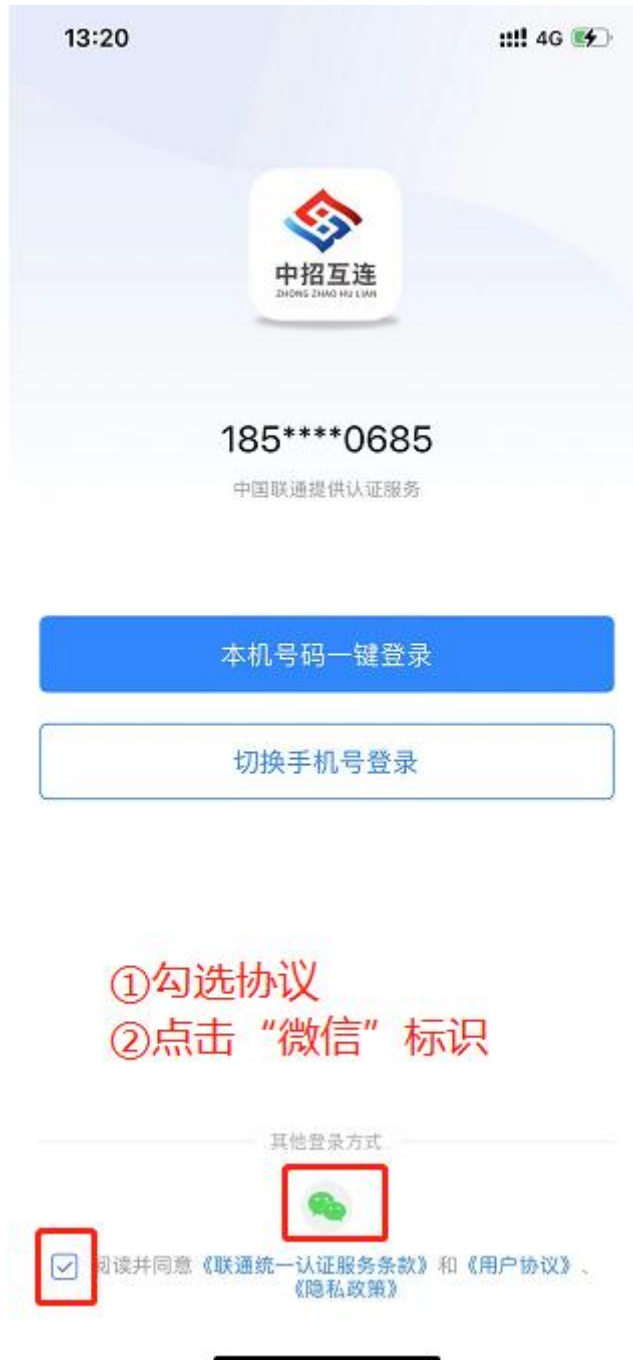 13:20
4G
中招互连
ZHONG ZHAO HU LIAN
185****0685
中国联通提供认证服务
本机号码一键登录
切换手机号登录
①勾选协议
②点击“微信”标识
其他登录方式
阅读并同意《联通统一认证服务条款》和《用户协议》、
《隐私政策》